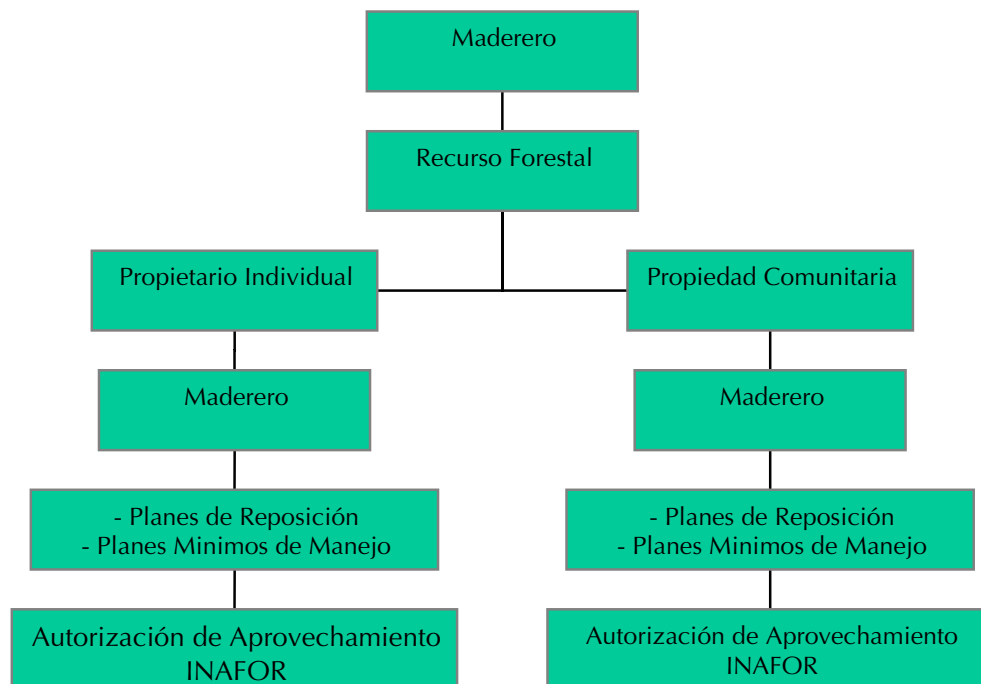 Maderero
Recurso Forestal
Propietario Individual
Propiedad Comunitaria
Maderero
Maderero
- Planes de Reposición
- Planes Minimos de Manejo
- Planes de Reposición
- Planes Minimos de Manejo
Autorización de Aprovechamiento
INAFOR
Autorización de Aprovechamiento
INAFOR